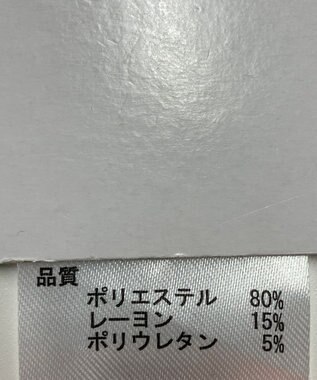 品質
ポリエステル 80%
レーヨン 15%
ポリウレタン 5%